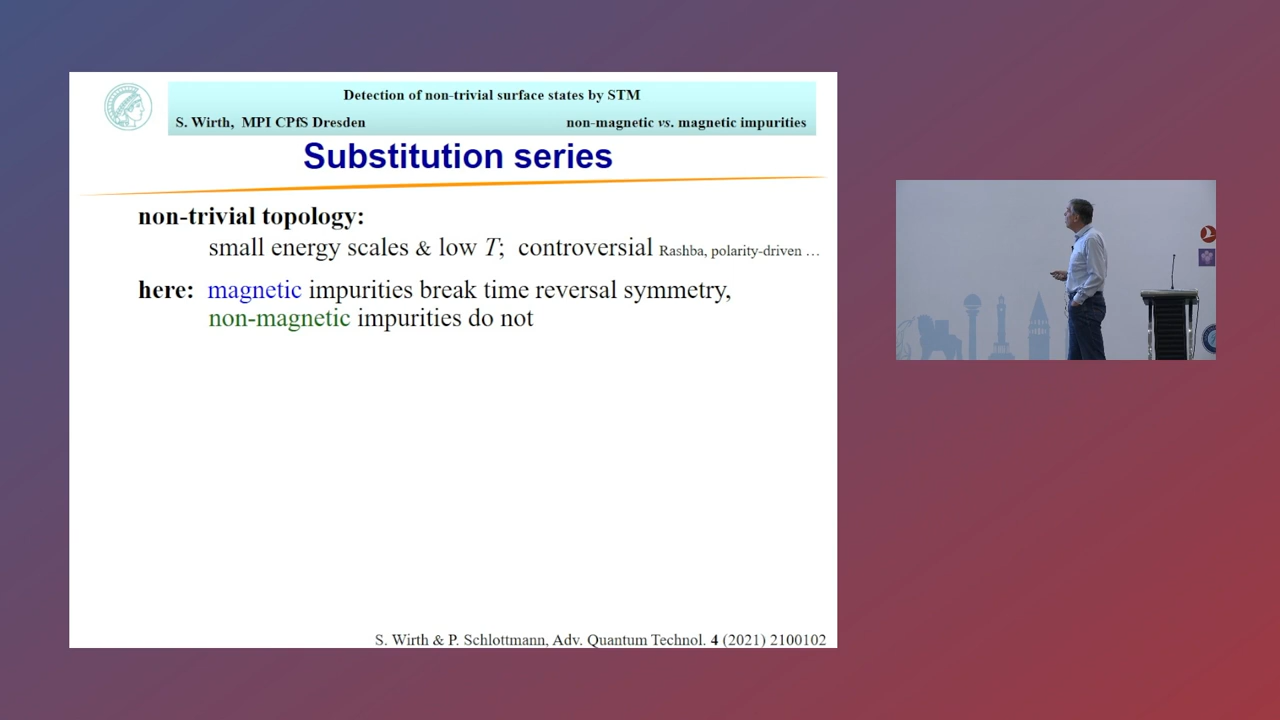 Detection of non-trivial surface states by STM
S. Wirth, MPI CPfS Dresden non-magnetic vs. magnetic impurities
Substitution series
non-trivial topology:
small energy scales & low T; controversial Rashba, polarity-driven …
here: magnetic impurities break time reversal symmetry,
non-magnetic impurities do not
S. Wirth & P. Schlottmann, Adv. Quantum Technol. 4 (2021) 2100102